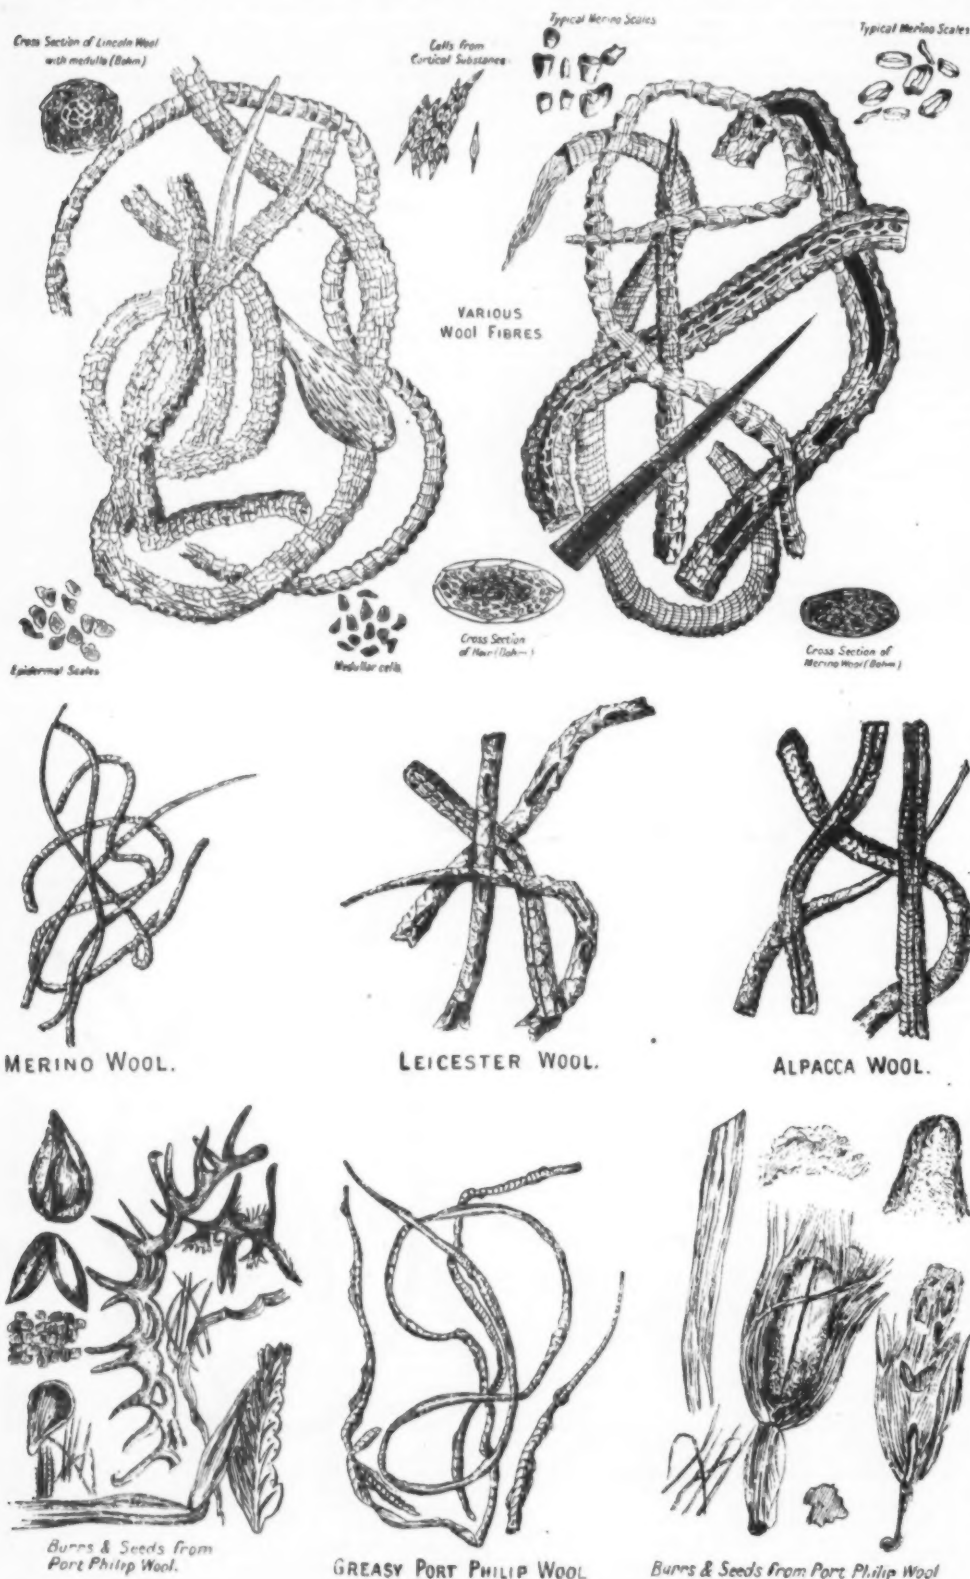 Cross Section of Lincoln Wool
with medulla (Bohm)
Cells from
Cortical Substance.
Typical Merino Scales
Typical Merino Scales
VARIOUS
WOOL FIBRES
Epidermal Scales
Medullar cells.
Cross Section
of Hair (Bohm)
Cross Section of
Merino Wool (Bohm)
MERINO WOOL.
LEICESTER WOOL.
ALPACCA WOOL.
Burrs & Seeds from
Port Philip Wool.
GREASY PORT PHILIP WOOL
Burrs & Seeds from Port Philip Wool